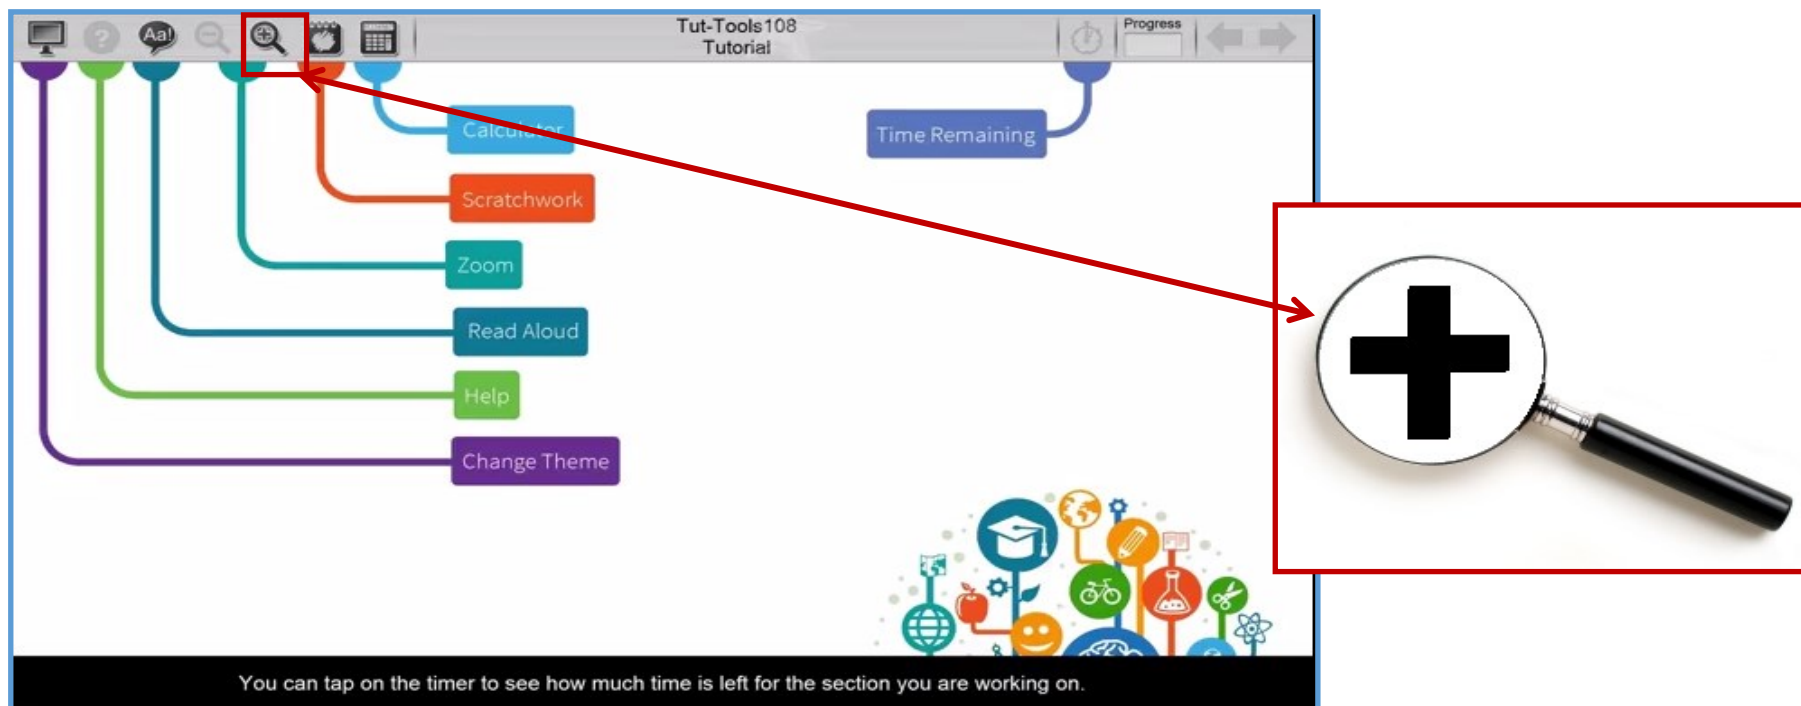 Aa!
Tut-Tools108
Tutorial
Progress
Calculator
Time Remaining
Scratchwork
Zoom
Read Aloud
Help
Change Theme
You can tap on the timer to see how much time is left for the section you are working on.